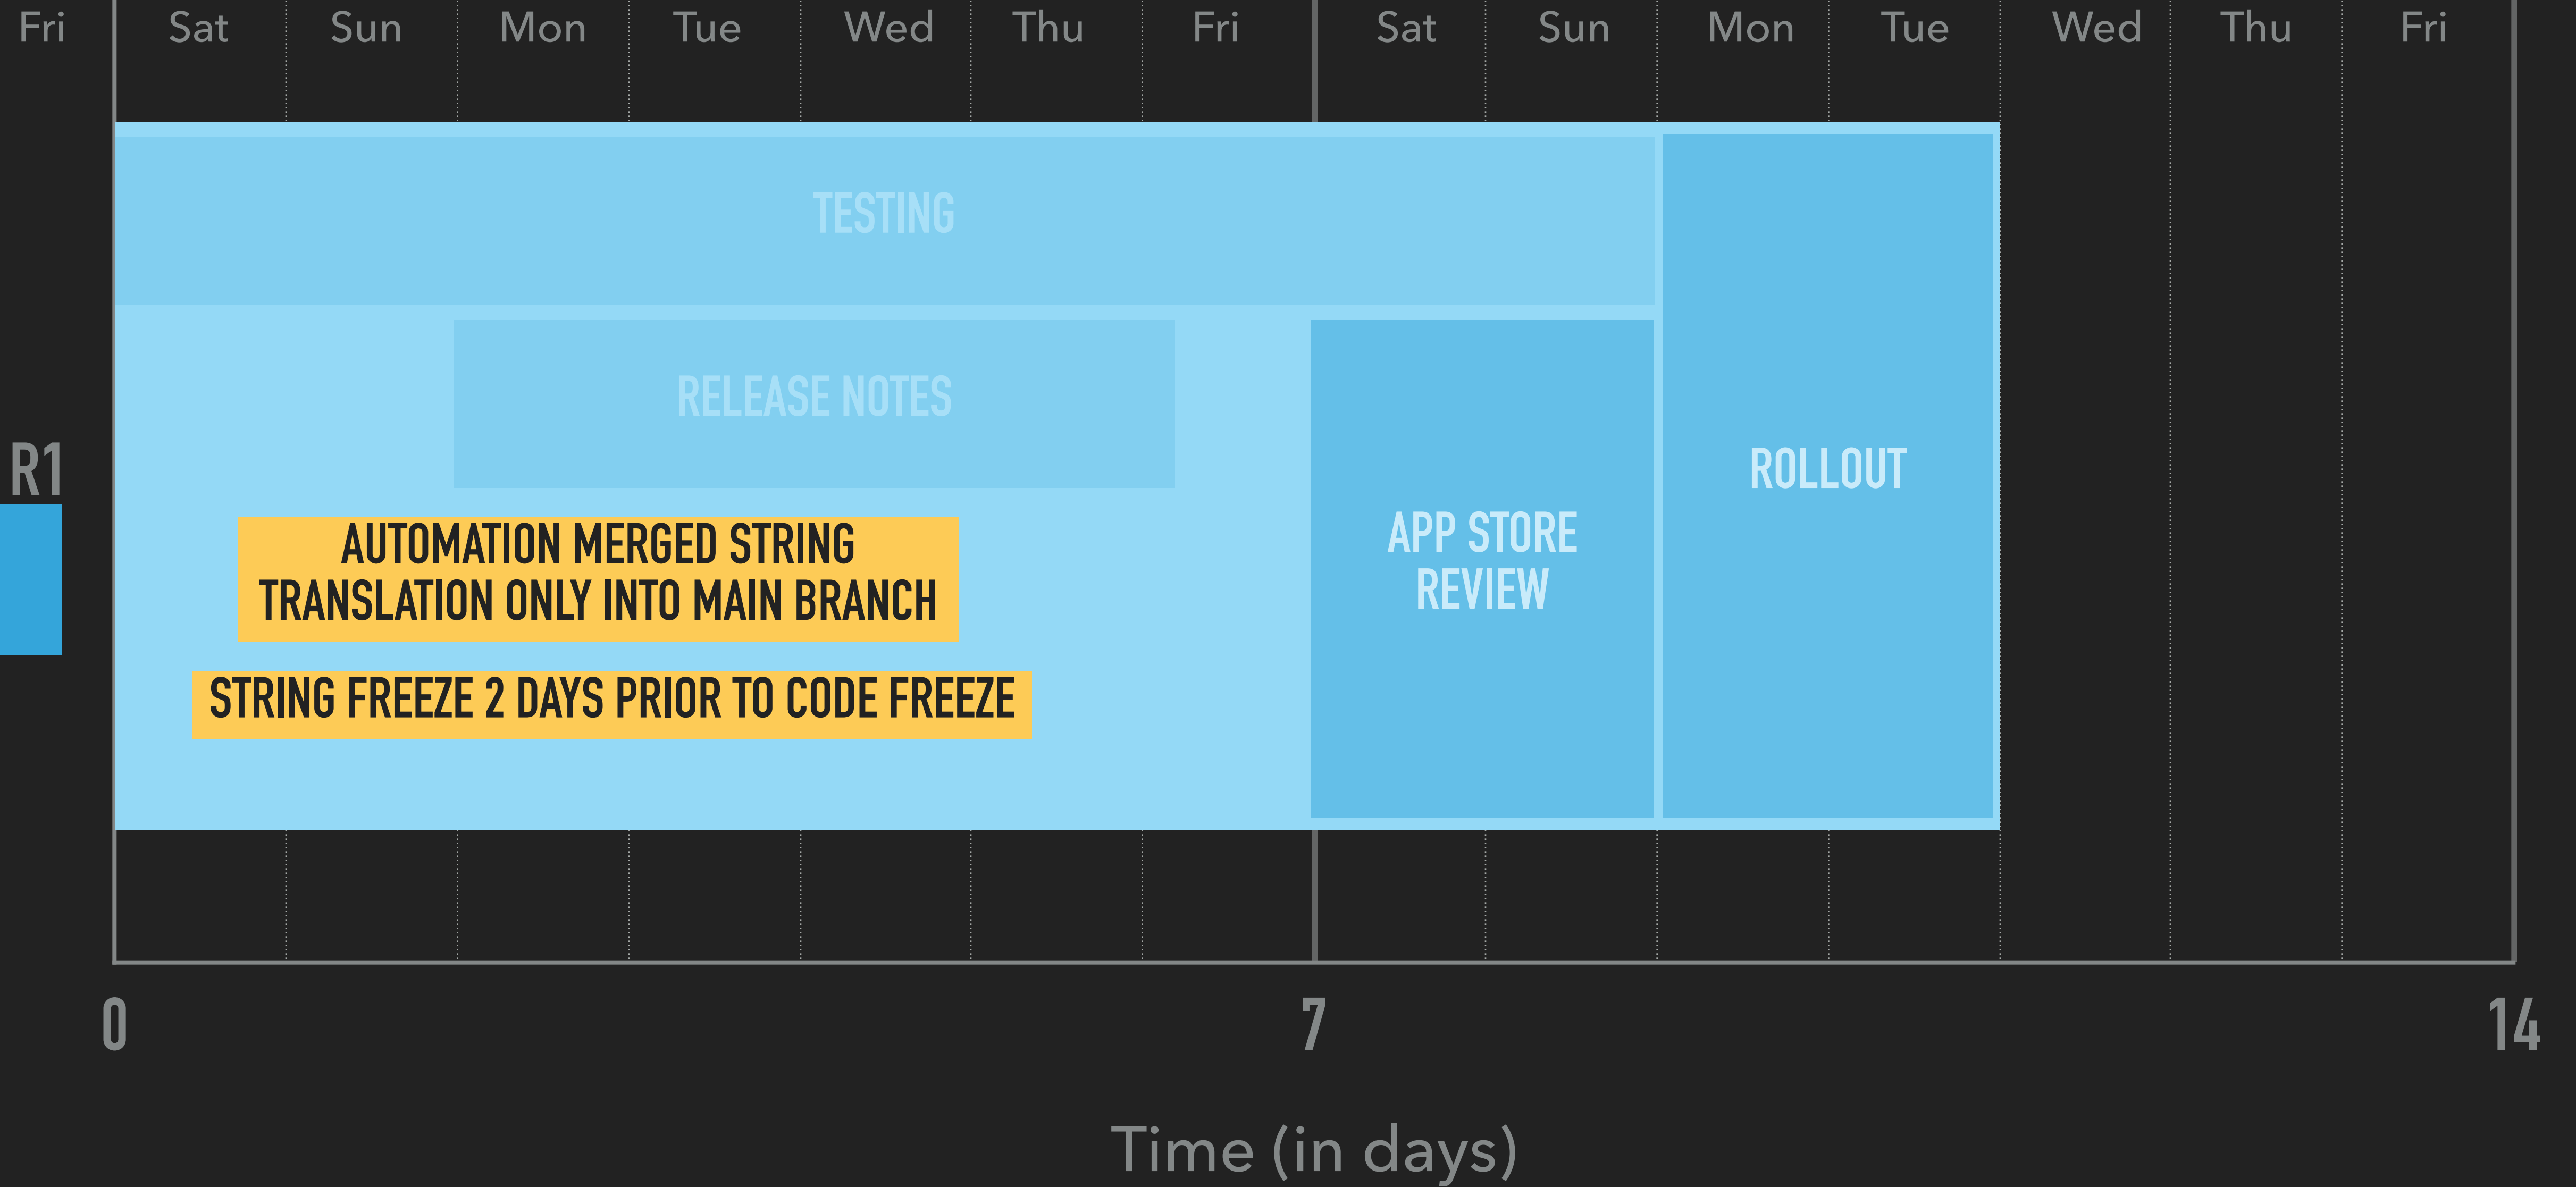 Fri Sat Sun Mon Tue Wed Thu Fri Sat Sun Mon Tue Wed Thu Fri
TESTING
RELEASE NOTES
R1
ROLLOUT
APP STORE
REVIEW
AUTOMATION MERGED STRING
TRANSLATION ONLY INTO MAIN BRANCH
STRING FREEZE 2 DAYS PRIOR TO CODE FREEZE
0 7 14
Time (in days)